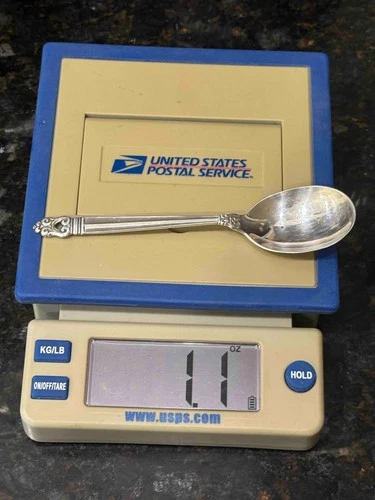 UNITED STATES
POSTAL SERVICE®
KG/LB
ON/OFF/TARE
OZ
1.1
HOLD
www.usps.com